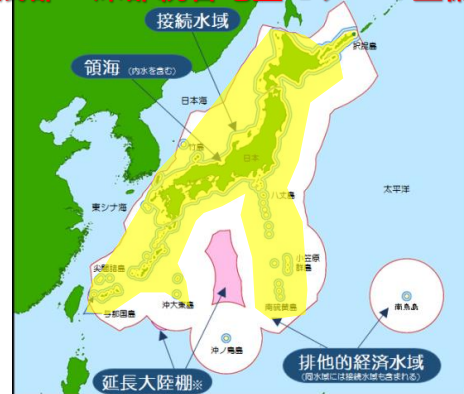 接続水域
択捉島
領海 (内水を含む)
日本海
竹島
日本
八丈島
太平洋
東シナ海
尖閣諸島
小笠原
群島
沖大東島
南硫黄島
南鳥島
与那国島
沖ノ鳥島
排他的経済水域
(同水域には接続水域も含まれる)
延長大陸棚※